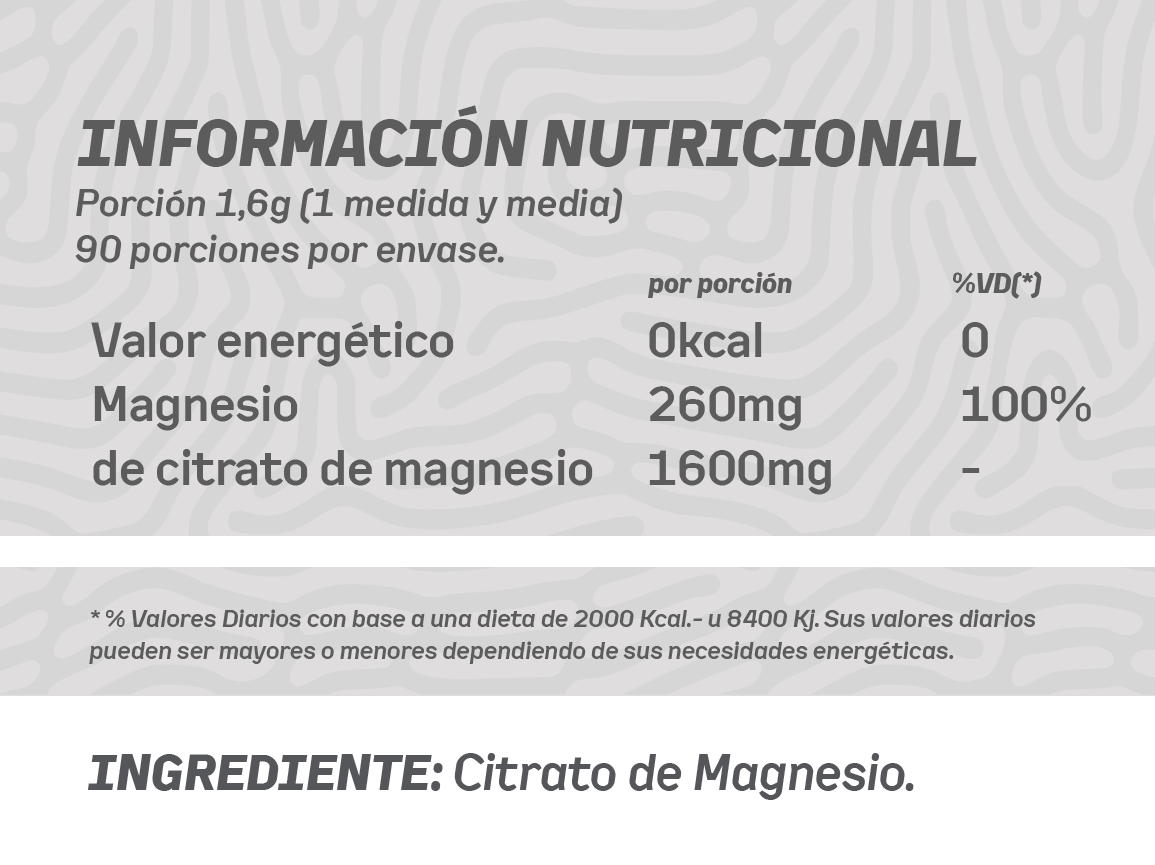 INFORMACIÓN NUTRICIONAL
Porción 1,6g (1 medida y media)
90 porciones por envase.
por porción %VD(*)
Valor energético 0kcal 0
Magnesio 260mg 100%
de citrato de magnesio 1600mg -
* % Valores Diarios con base a una dieta de 2000 Kcal.- u 8400 Kj. Sus valores diarios
pueden ser mayores o menores dependiendo de sus necesidades energéticas.
INGREDIENTE: Citrato de Magnesio.